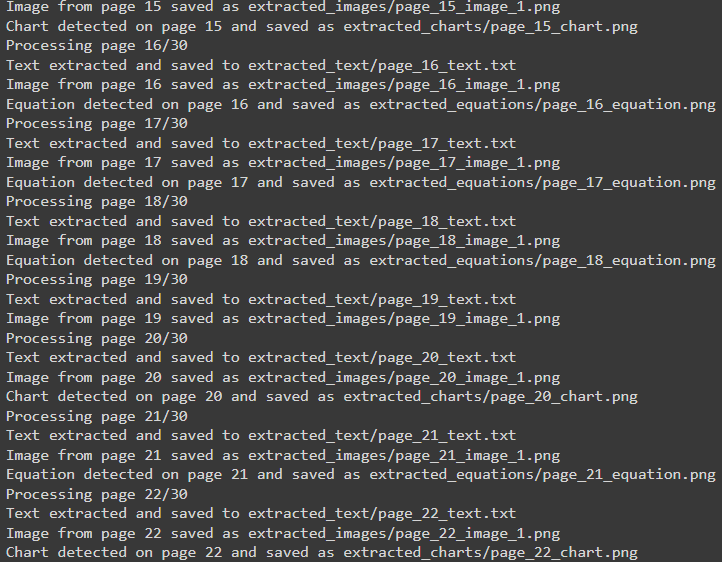 Image from page 15 saved as extracted_images/page_15_image_1.png
Chart detected on page 15 and saved as extracted_charts/page_15_chart.png
Processing page 16/30
Text extracted and saved to extracted_text/page_16_text.txt
Image from page 16 saved as extracted_images/page_16_image_1.png
Equation detected on page 16 and saved as extracted_equations/page_16_equation.png
Processing page 17/30
Text extracted and saved to extracted_text/page_17_text.txt
Image from page 17 saved as extracted_images/page_17_image_1.png
Equation detected on page 17 and saved as extracted_equations/page_17_equation.png
Processing page 18/30
Text extracted and saved to extracted_text/page_18_text.txt
Image from page 18 saved as extracted_images/page_18_image_1.png
Equation detected on page 18 and saved as extracted_equations/page_18_equation.png
Processing page 19/30
Text extracted and saved to extracted_text/page_19_text.txt
Image from page 19 saved as extracted_images/page_19_image_1.png
Processing page 20/30
Text extracted and saved to extracted_text/page_20_text.txt
Image from page 20 saved as extracted_images/page_20_image_1.png
Chart detected on page 20 and saved as extracted_charts/page_20_chart.png
Processing page 21/30
Text extracted and saved to extracted_text/page_21_text.txt
Image from page 21 saved as extracted_images/page_21_image_1.png
Equation detected on page 21 and saved as extracted_equations/page_21_equation.png
Processing page 22/30
Text extracted and saved to extracted_text/page_22_text.txt
Image from page 22 saved as extracted_images/page_22_image_1.png
Chart detected on page 22 and saved as extracted_charts/page_22_chart.png